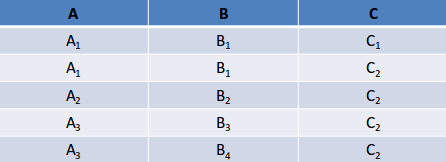 A B C
A₁ B₁ C₁
A₁ B₁ C₂
A₂ B₂ C₂
A₃ B₃ C₂
A₃ B₄ C₂